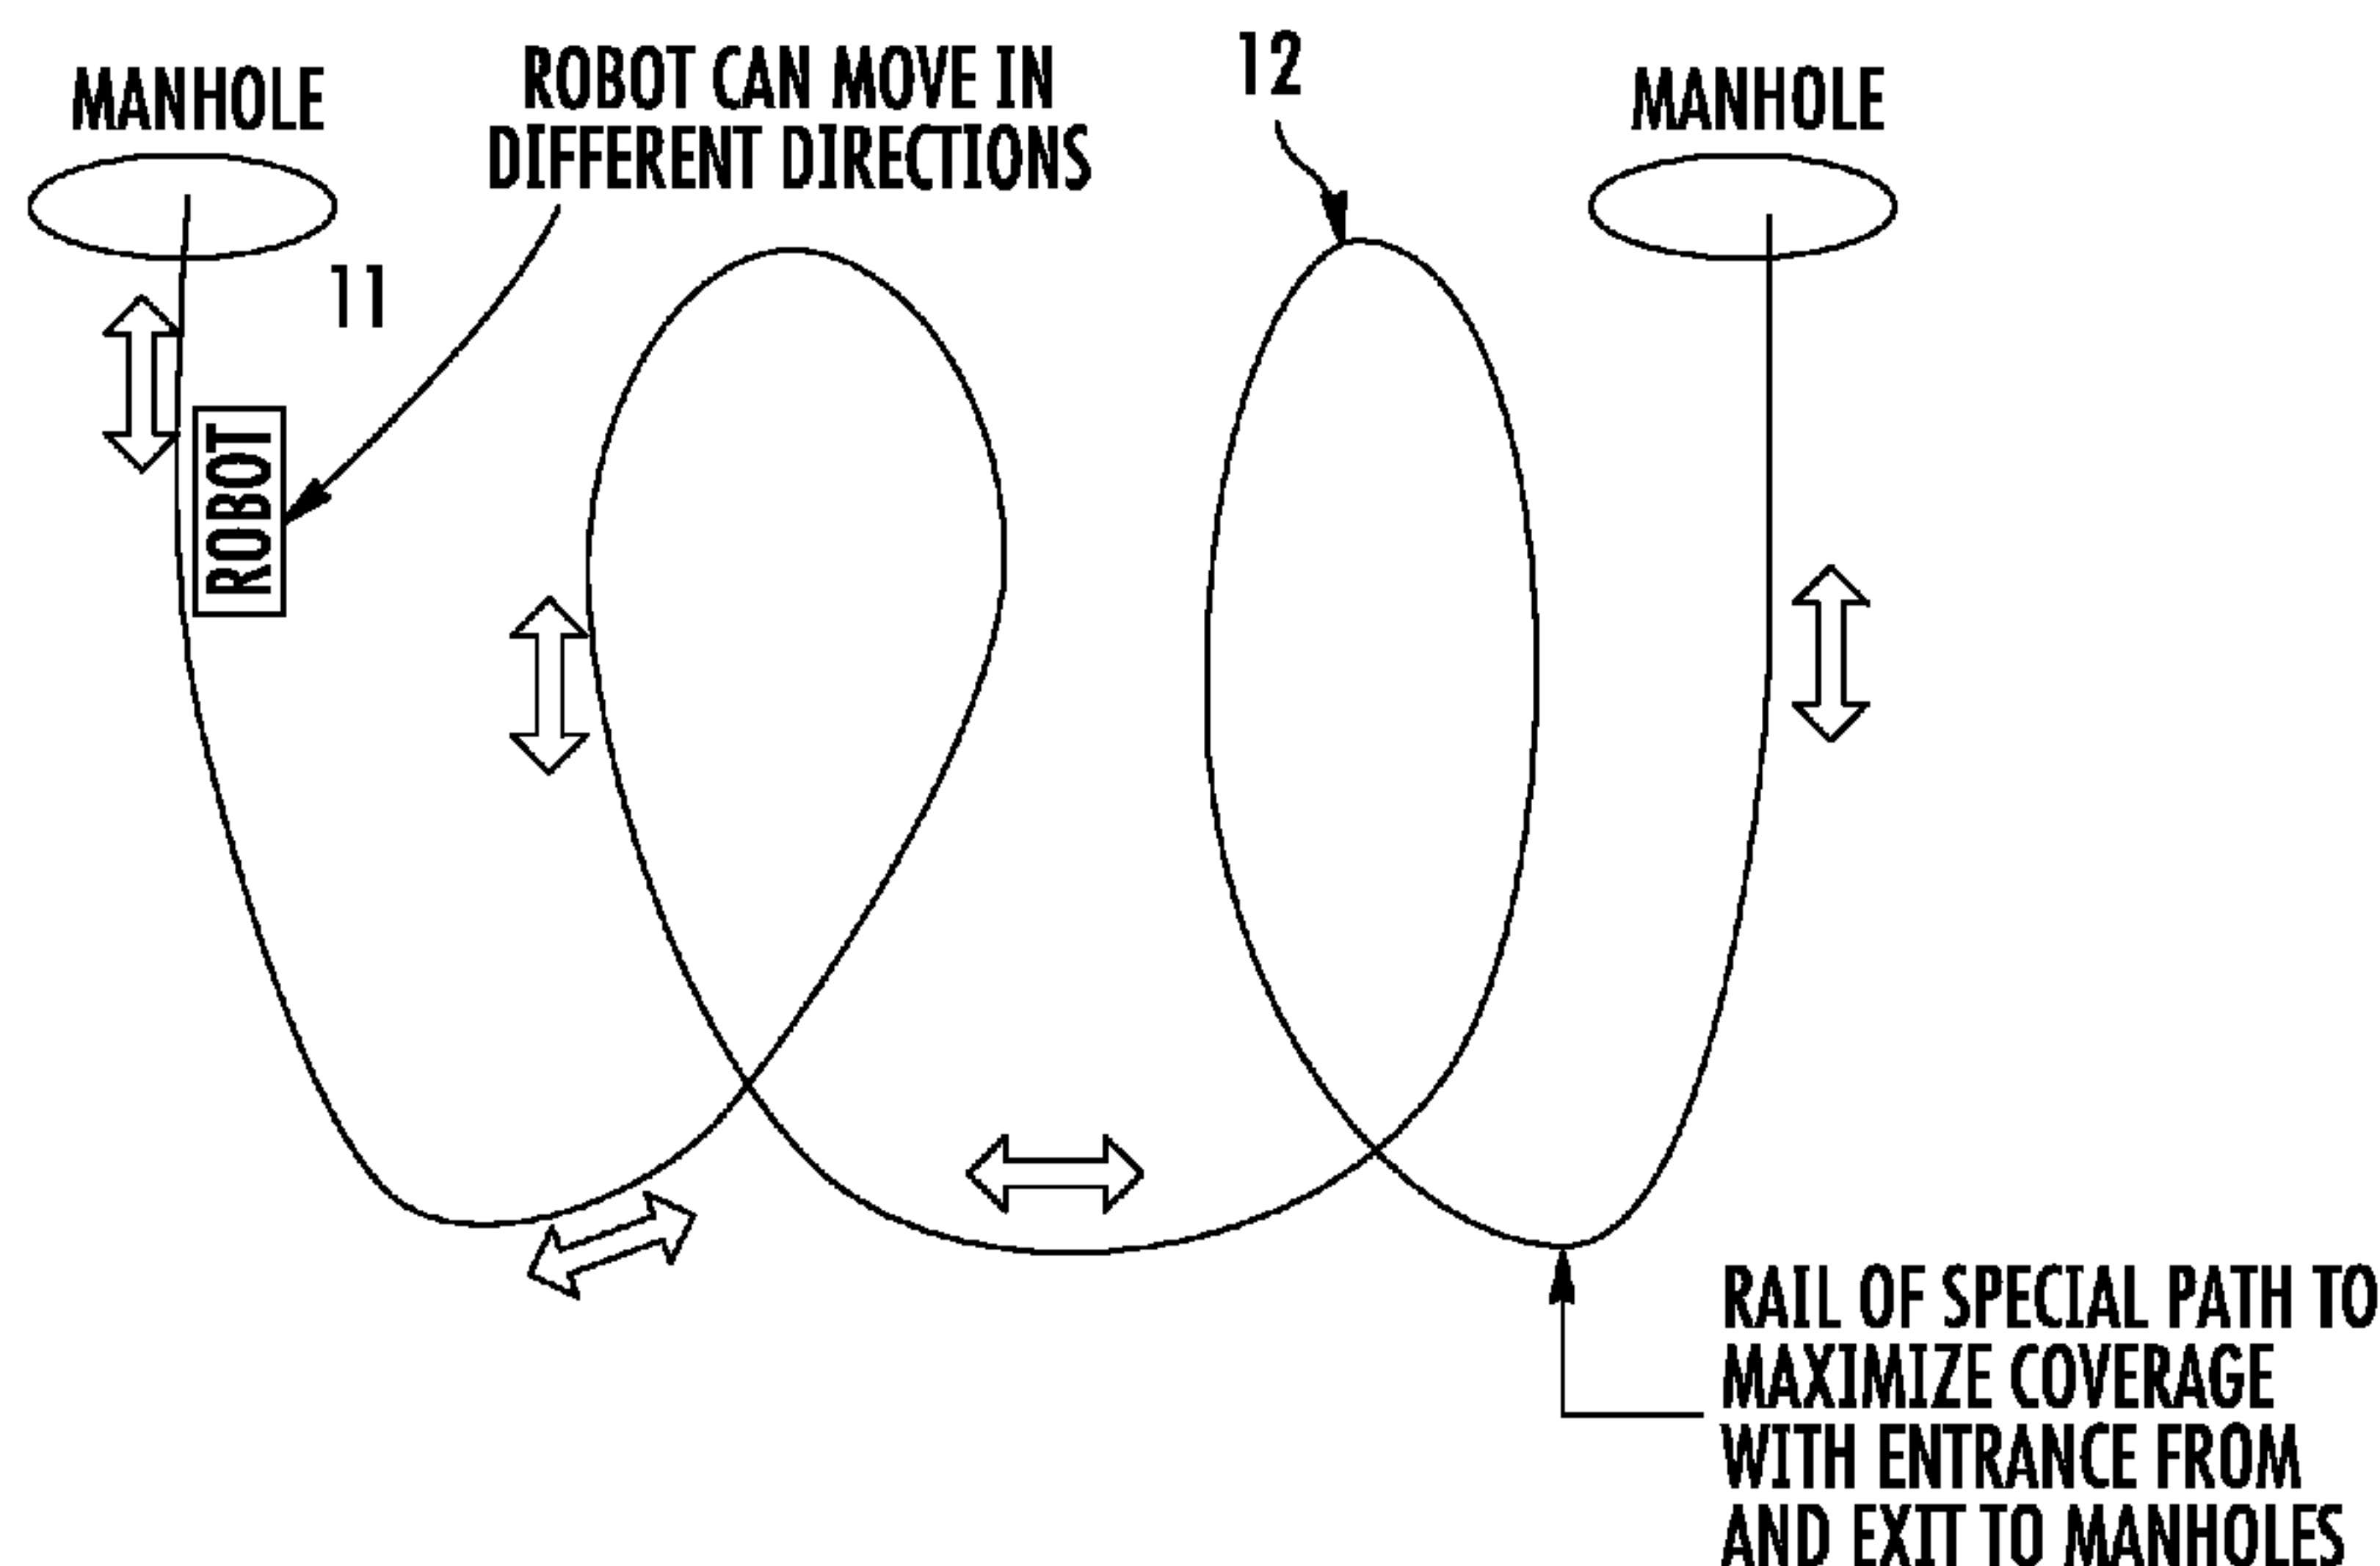 MANHOLE
ROBOT CAN MOVE IN
DIFFERENT DIRECTIONS
12
MANHOLE
11
ROBOT
RAIL OF SPECIAL PATH TO
MAXIMIZE COVERAGE
WITH ENTRANCE FROM
AND EXIT TO MANHOLES